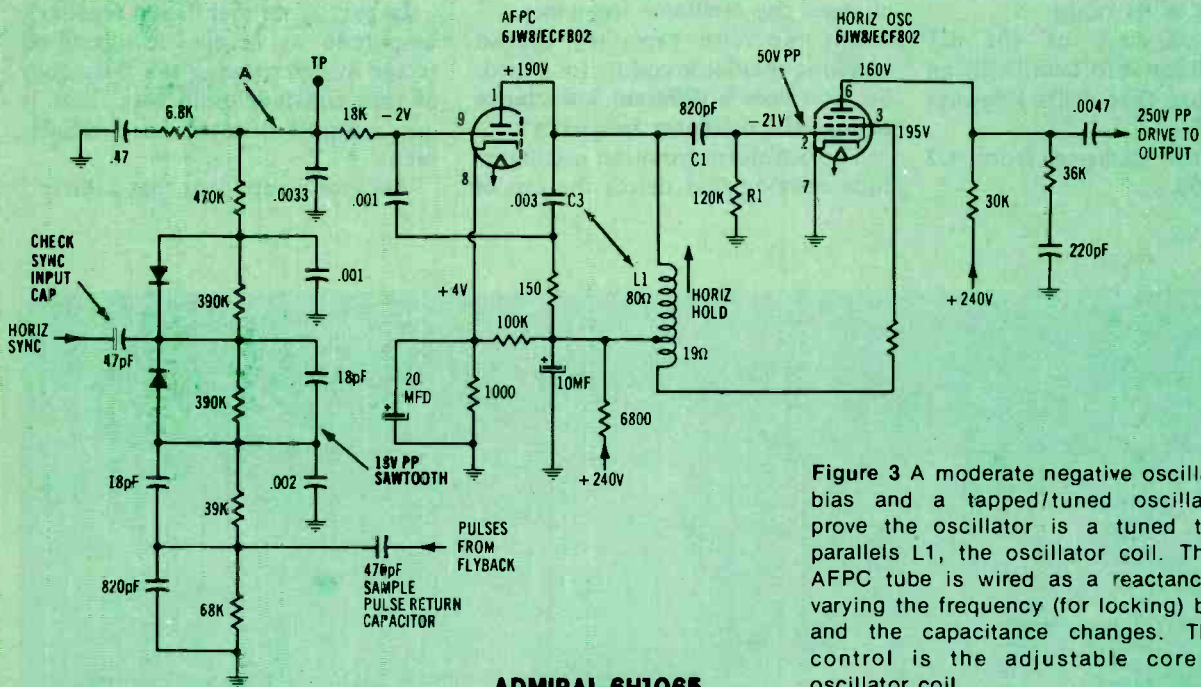 AFPC
6JW8/ECF802
HORIZ OSC
6JW8/ECF802
TP
A
+190V
50V PP
160V
1
6
6.8K
18K
-2V
9
820pF
-21V
3
195V
.0047
250V PP
DRIVE TO
OUTPUT
.47
8
C1
2
7
470K
.0033
.001
.003
C3
120K
R1
30K
36K
CHECK
SYNC
INPUT
CAP
.001
220pF
+240V
HORIZ
SYNC
47pF
390K
+4V
150
L1
80Ω
HORIZ
HOLD
100K
19Ω
390K
18pF
20
MFD
1000
10MF
6800
+240V
18V PP
SAWTOOTH
18pF
39K
.002
PULSES
FROM
FLYBACK
820pF
68K
470pF
SAMPLE
PULSE RETURN
CAPACITOR
ADMIRAL 6H1065
Figure 3 A moderate negative oscilla
bias and a tapped/tuned oscillat
prove the oscillator is a tuned t
parallels L1, the oscillator coil. Th
AFPC tube is wired as a reactanc
varying the frequency (for locking) b
and the capacitance changes. Th
control is the adjustable core
oscillator coil